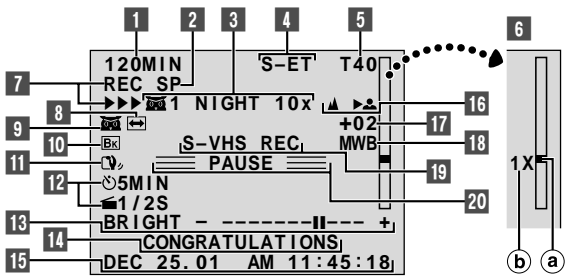 1 2 3 4 5 6
120MIN S-ET T40
7 REC SP
8 1 NIGHT 10x 16
9 +02 17
10 BK MWB 18
11 S-VHS REC 19
PAUSE 20
1X
12 5MIN
1/2S
13 BRIGHT - ------- --- +
14 CONGRATULATIONS
15 DEC 25.01 AM 11:45:18
b a